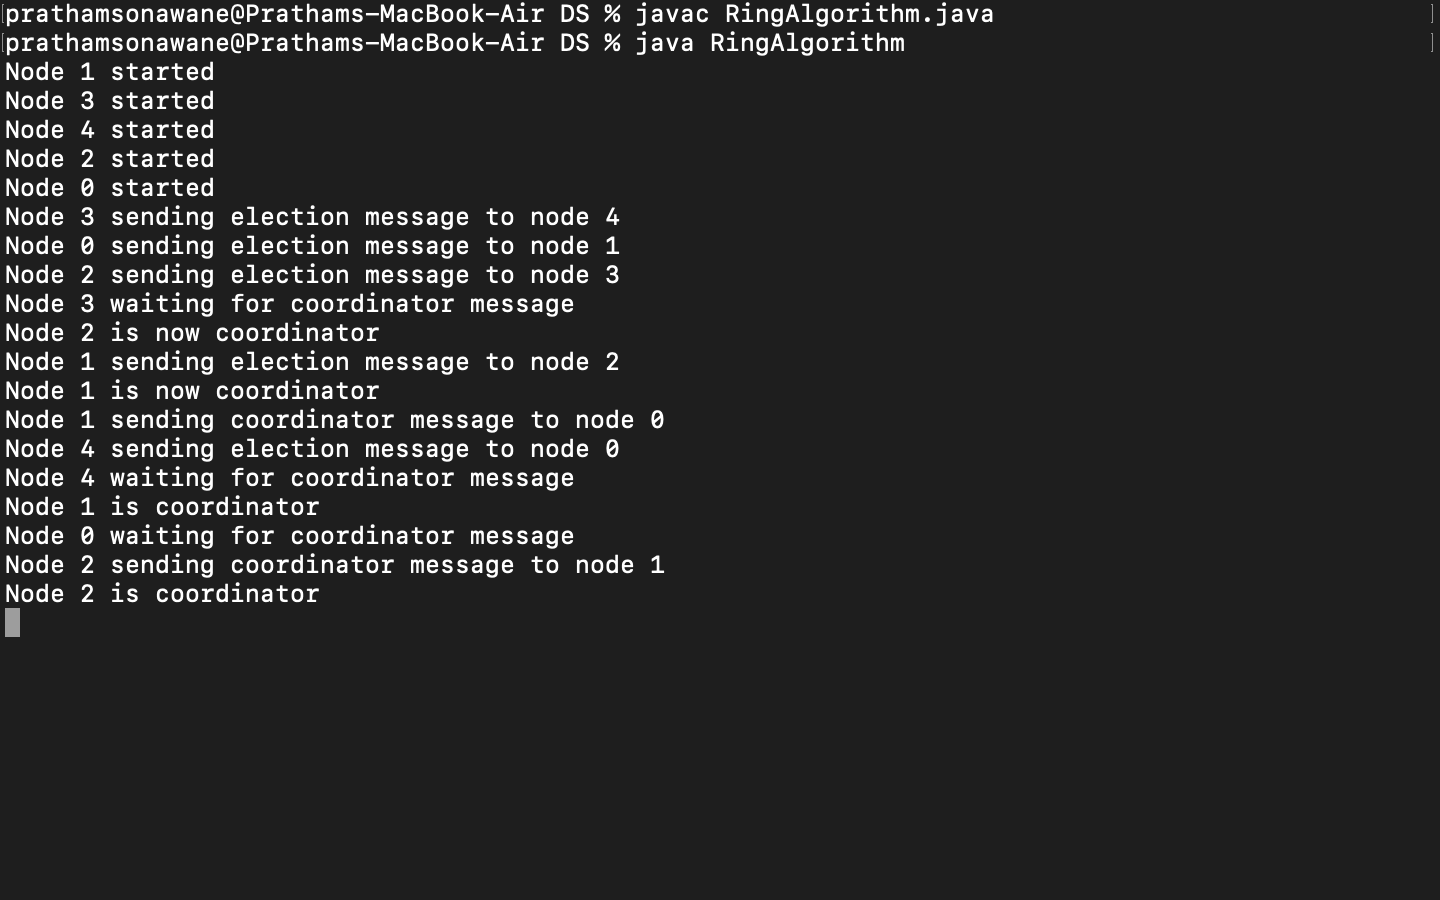 [prathamsonawane@Prathams-MacBook-Air DS % javac RingAlgorithm.java ]
[prathamsonawane@Prathams-MacBook-Air DS % java RingAlgorithm ]
Node 1 started
Node 3 started
Node 4 started
Node 2 started
Node 0 started
Node 3 sending election message to node 4
Node 0 sending election message to node 1
Node 2 sending election message to node 3
Node 3 waiting for coordinator message
Node 2 is now coordinator
Node 1 sending election message to node 2
Node 1 is now coordinator
Node 1 sending coordinator message to node 0
Node 4 sending election message to node 0
Node 4 waiting for coordinator message
Node 1 is coordinator
Node 0 waiting for coordinator message
Node 2 sending coordinator message to node 1
Node 2 is coordinator